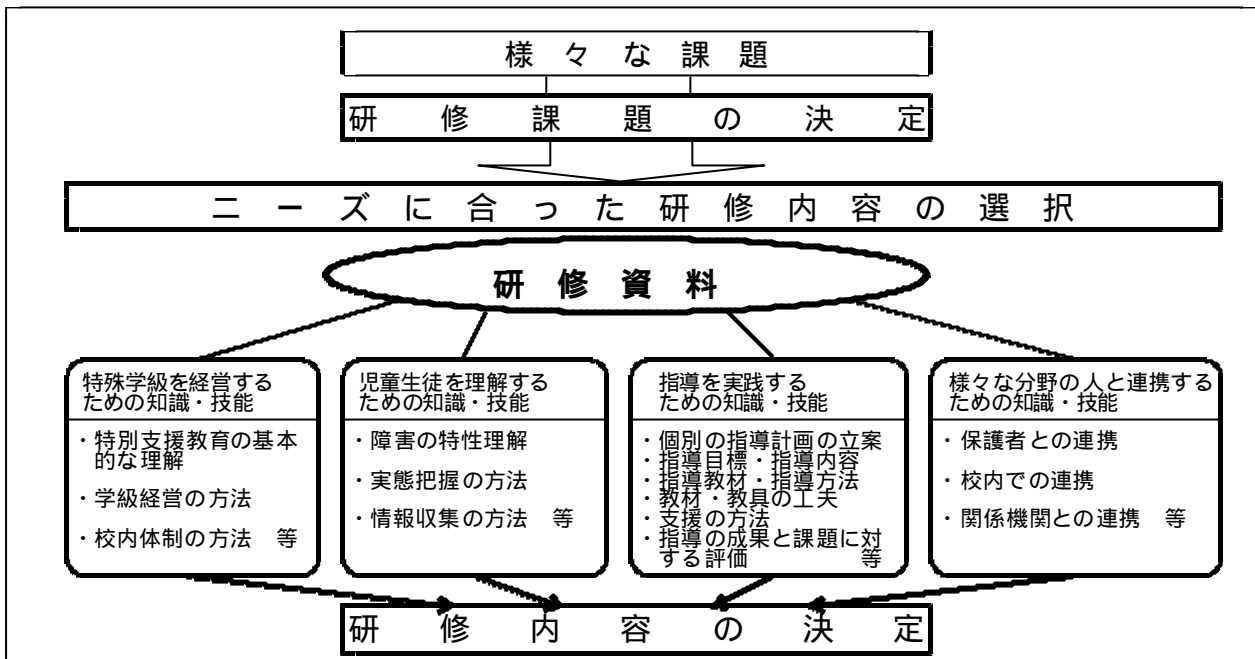 様々な課題
研修課題の決定
ニーズに合った研修内容の選択
研修資料
特殊学級を経営する
ための知識・技能
・特別支援教育の基本
的な理解
・学級経営の方法
・校内体制の方法 等
児童生徒を理解する
ための知識・技能
・障害の特性理解
・実態把握の方法
・情報収集の方法 等
指導を実践する
ための知識・技能
・個別の指導計画の立案
・指導目標・指導内容
・指導教材・指導方法
・教材・教具の工夫
・支援の方法
・指導の成果と課題に対
する評価 等
様々な分野の人と連携する
ための知識・技能
・保護者との連携
・校内での連携
・関係機関との連携 等
研修内容の決定